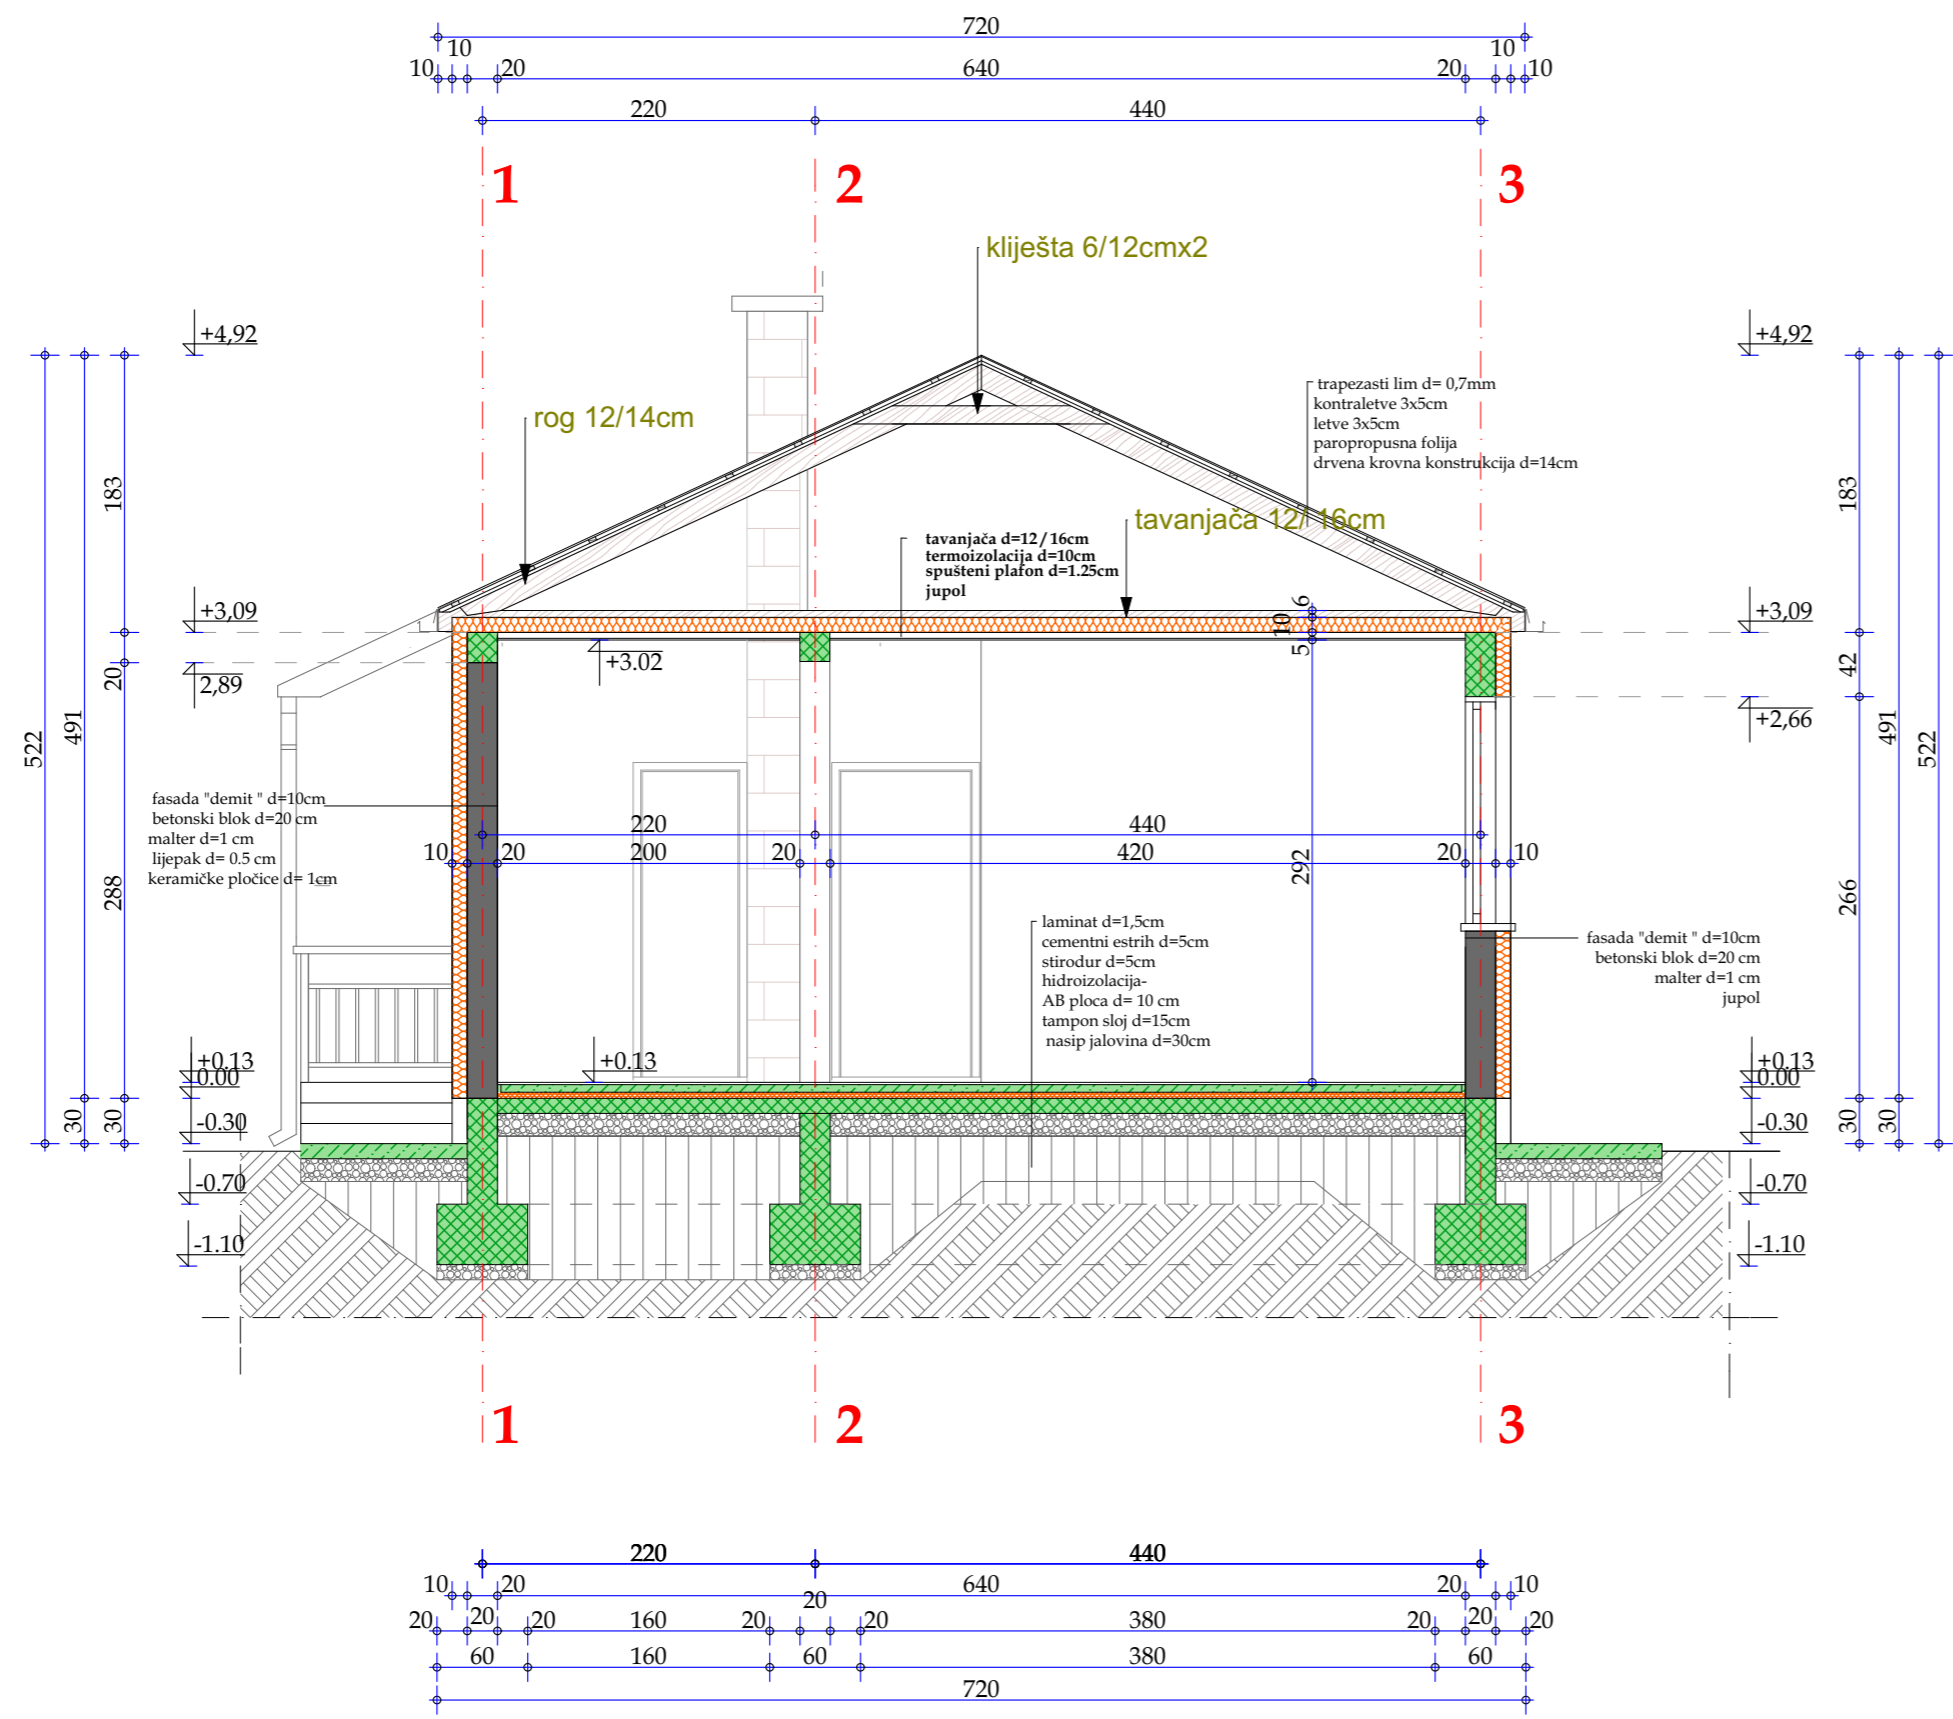 720
10 10
10 20 640 20 10
220 440
1 2 3
kliješta 6/12cmx2
+4,92 +4,92
trapezasti lim d= 0,7mm
kontraletve 3x5cm
letve 3x5cm
paropropusna folija
drvena krovna konstrukcija d=14cm
rog 12/14cm
183 183
tavanjača 12/ 16cm
tavanjača d=12/16cm
termoizolacija d=10cm
spušteni plafon d=1.25cm
jupol
6
10
5
+3,09 +3,09
+3.02
20 42
2,89
+2,66
522 491 491 522
fasada "demit " d=10cm
betonski blok d=20 cm
malter d=1 cm
lijepak d= 0.5 cm
keramičke pločice d= 1cm
220 440
10 20 200 20 420 20 10
288 292 266
laminat d=1,5cm
cementni estrih d=5cm
stirodur d=5cm
hidroizolacija-
AB ploca d= 10 cm
tampon sloj d=15cm
nasip jalovina d=30cm
fasada "demit " d=10cm
betonski blok d=20 cm
malter d=1 cm
jupol
+0.13 +0.13 +0.13
0.00 0.00
30 30 30 30
-0.30 -0.30
-0.70 -0.70
-1.10 -1.10
1 2 3
220 440
10 20 640 20 10
20 20 20 160 20 20 20 380 20 20 20
60 160 60 380 60
720